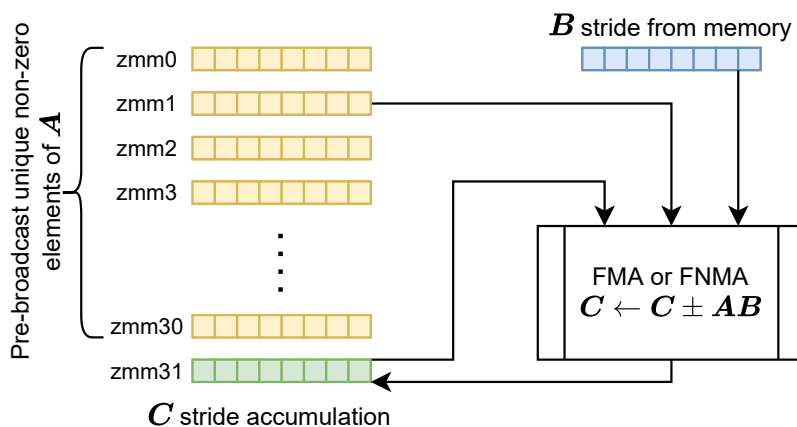 Pre-broadcast unique non-zero
elements of A
zmm0
zmm1
zmm2
zmm3
zmm30
zmm31
C stride accumulation
B stride from memory
FMA or FNMA
C ← C ± AB